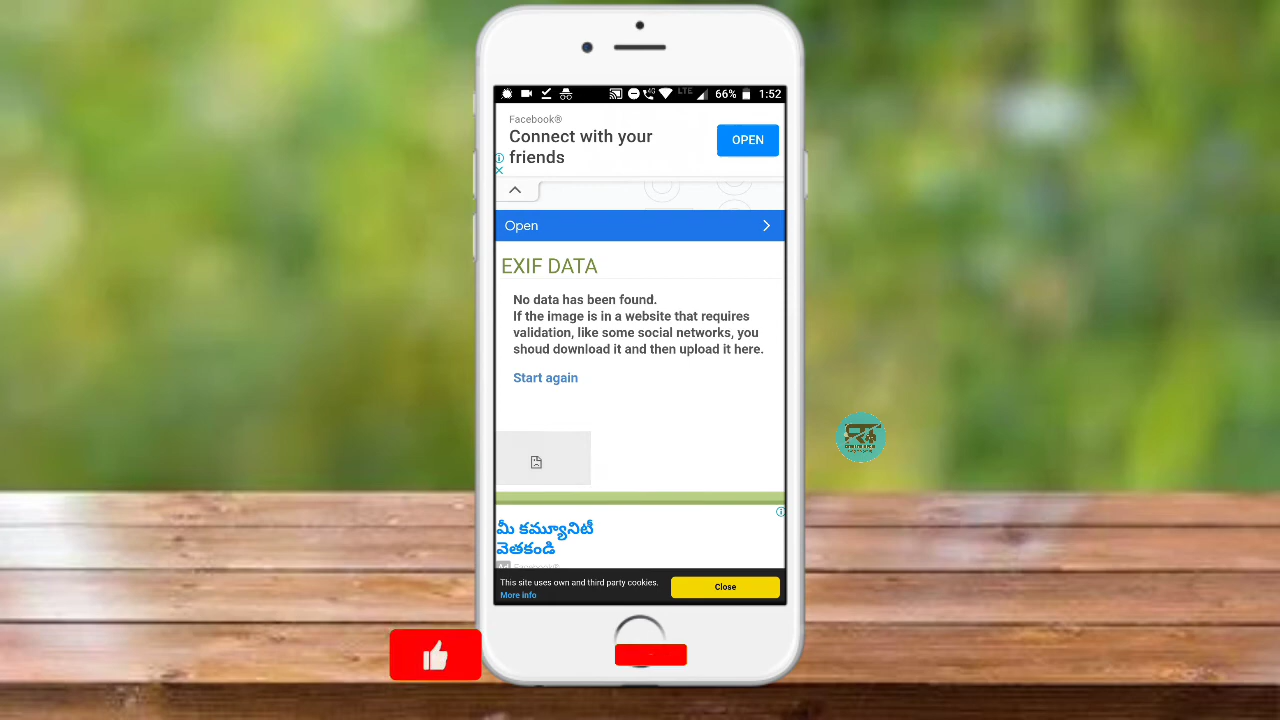 LTE 66% 1:52
Facebook®
Connect with your
friends
OPEN
Open
EXIF DATA
No data has been found.
If the image is in a website that requires
validation, like some social networks, you
shoud download it and then upload it here.
Start again
మీ కమ్యూనిటీ
వెతకండి
This site uses own and third party cookies.
More info
Close